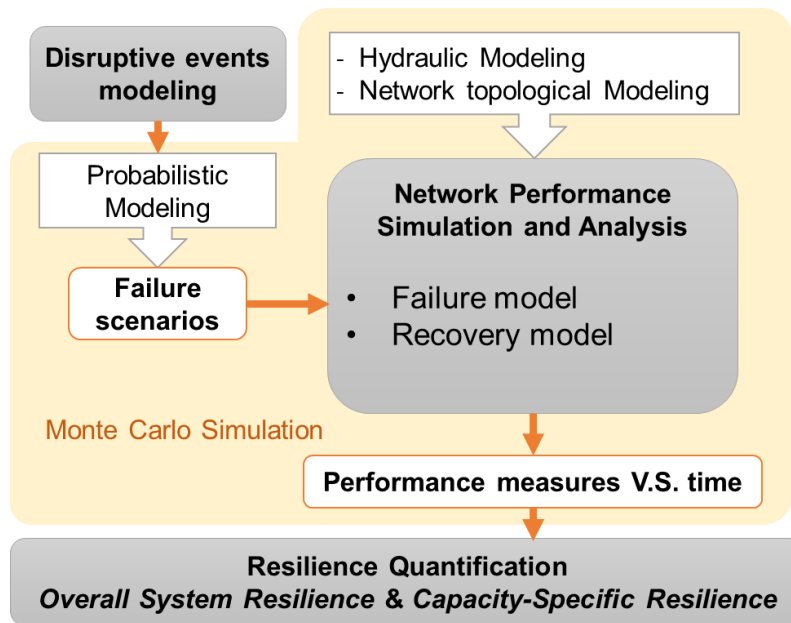 Disruptive events
modeling
- Hydraulic Modeling
- Network topological Modeling
Probabilistic
Modeling
Network Performance
Simulation and Analysis
Failure
scenarios
• Failure model
• Recovery model
Monte Carlo Simulation
Performance measures V.S. time
Resilience Quantification
Overall System Resilience & Capacity-Specific Resilience